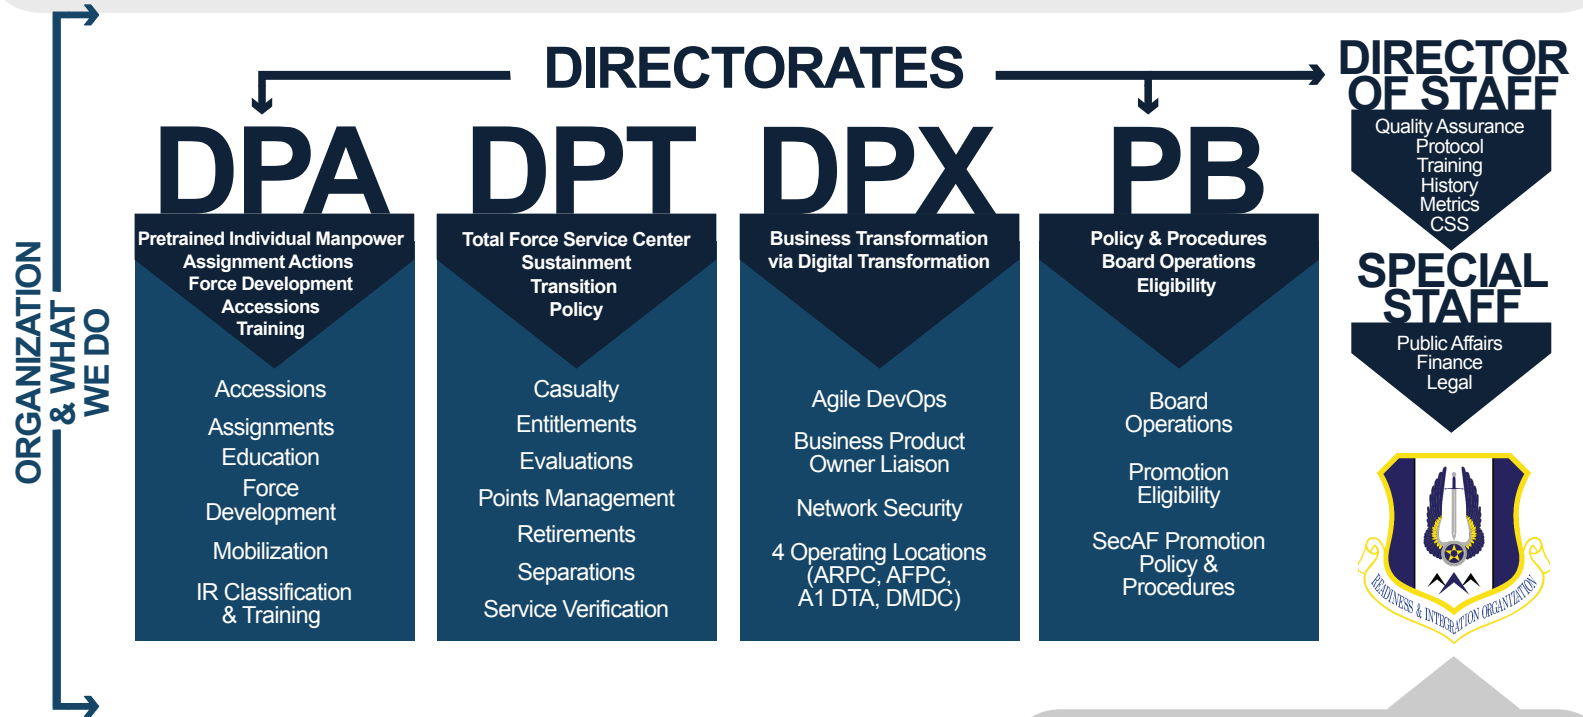 ORGANIZATION
& WHAT
WE DO
DIRECTORATES
DPA
Pretrained Individual Manpower
Assignment Actions
Force Development
Accessions
Training
Accessions
Assignments
Education
Force
Development
Mobilization
IR Classification
& Training
DPT
Total Force Service Center
Sustainment
Transition
Policy
Casualty
Entitlements
Evaluations
Points Management
Retirements
Separations
Service Verification
DPX
Business Transformation
via Digital Transformation
Agile DevOps
Business Product
Owner Liaison
Network Security
4 Operating Locations
(ARPC, AFPC,
A1 DTA, DMDC)
PB
Policy & Procedures
Board Operations
Eligibility
Board
Operations
Promotion
Eligibility
SecAF Promotion
Policy &
Procedures
DIRECTOR
OF STAFF
Quality Assurance
Protocol
Training
History
Metrics
CSS
SPECIAL
STAFF
Public Affairs
Finance
Legal
READINESS & INTEGRATION ORGANIZATION